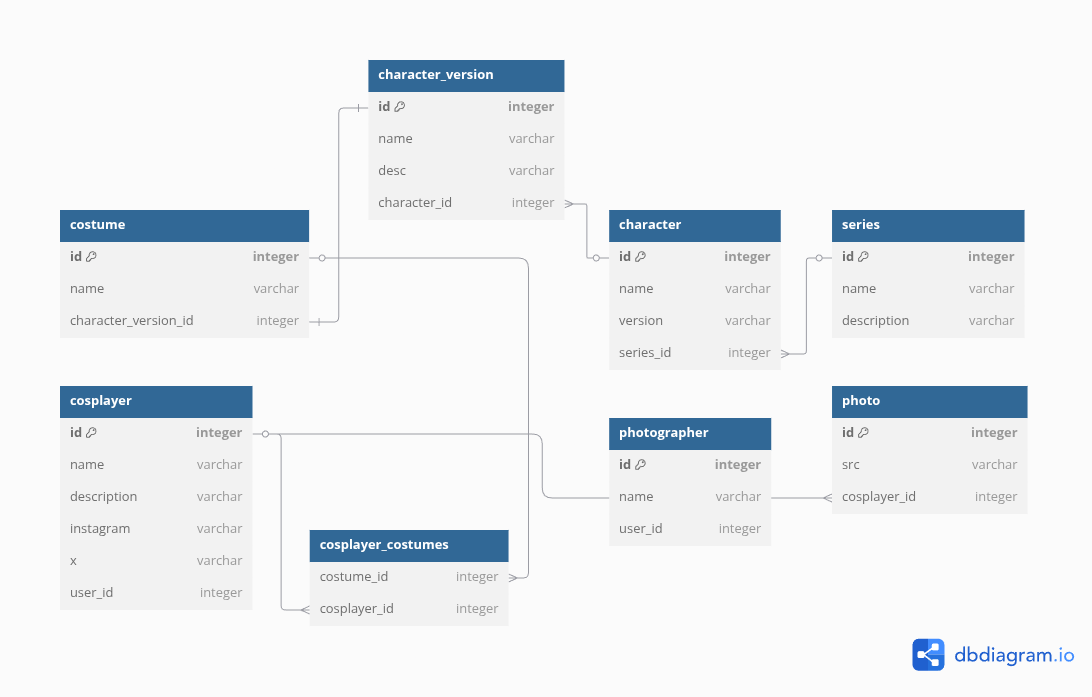 character_version
id integer
name varchar
desc varchar
character_id integer
costume
id integer
name varchar
character_version_id integer
character
id integer
name varchar
version varchar
series_id integer
series
id integer
name varchar
description varchar
cosplayer
id integer
name varchar
description varchar
instagram varchar
x varchar
user_id integer
photographer
id integer
name varchar
user_id integer
photo
id integer
src varchar
cosplayer_id integer
cosplayer_costumes
costume_id integer
cosplayer_id integer
dbdiagram.io